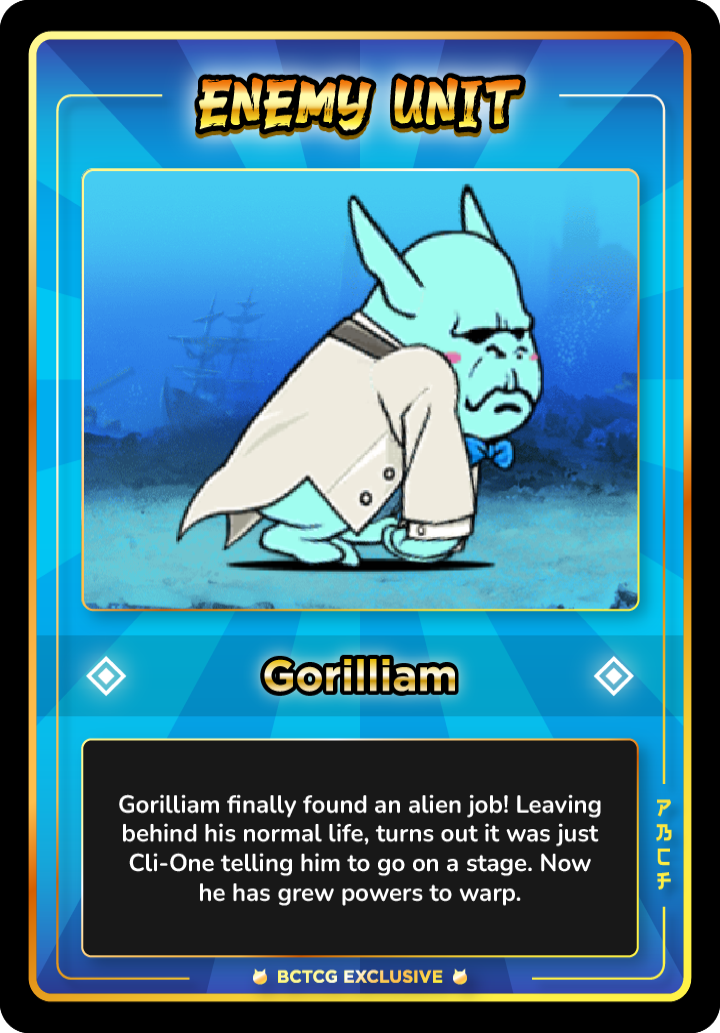 ENEMY UNIT
Gorilliam
Gorilliam finally found an alien job! Leaving
behind his normal life, turns out it was just
Cli-One telling him to go on a stage. Now
he has grew powers to warp.
BCTCG EXCLUSIVE